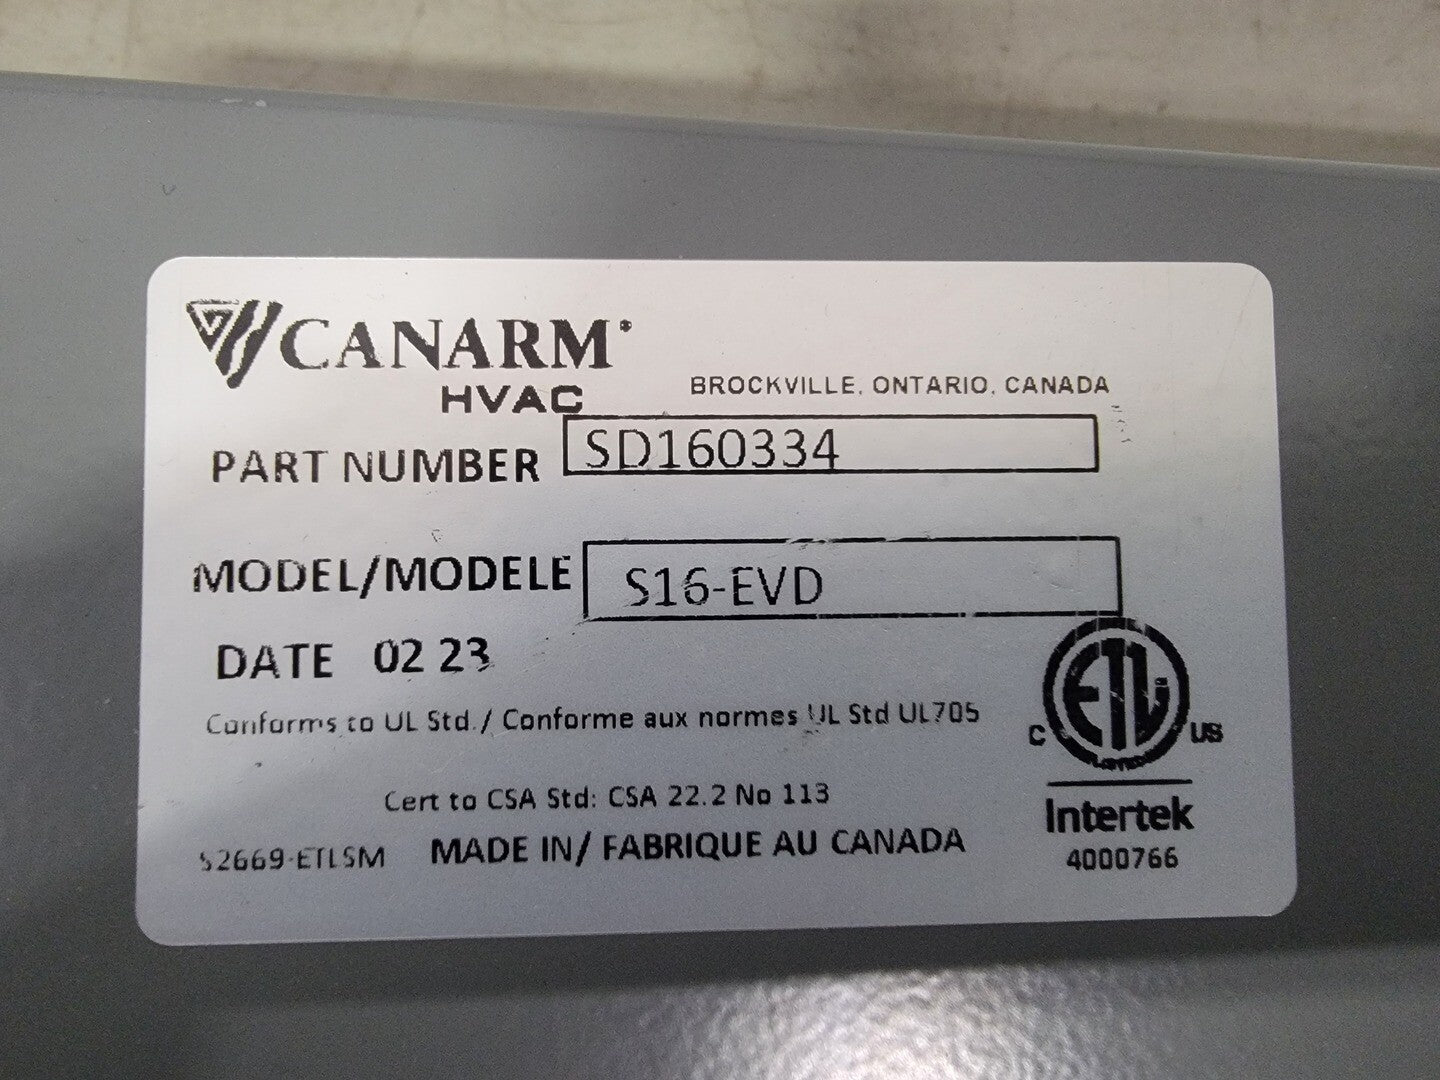 CANARM
HVAC
BROCKVILLE, ONTARIO, CANADA
PART NUMBER SD160334
MODEL/MODELE S16-EVD
DATE 02 23
Conforms to UL Std./ Conforme aux normes UL Std UL705
ETL
LISTED
C US
Cert to CSA Std: CSA 22.2 No 113
Intertek
4000766
S2669-ETLSM MADE IN/ FABRIQUE AU CANADA